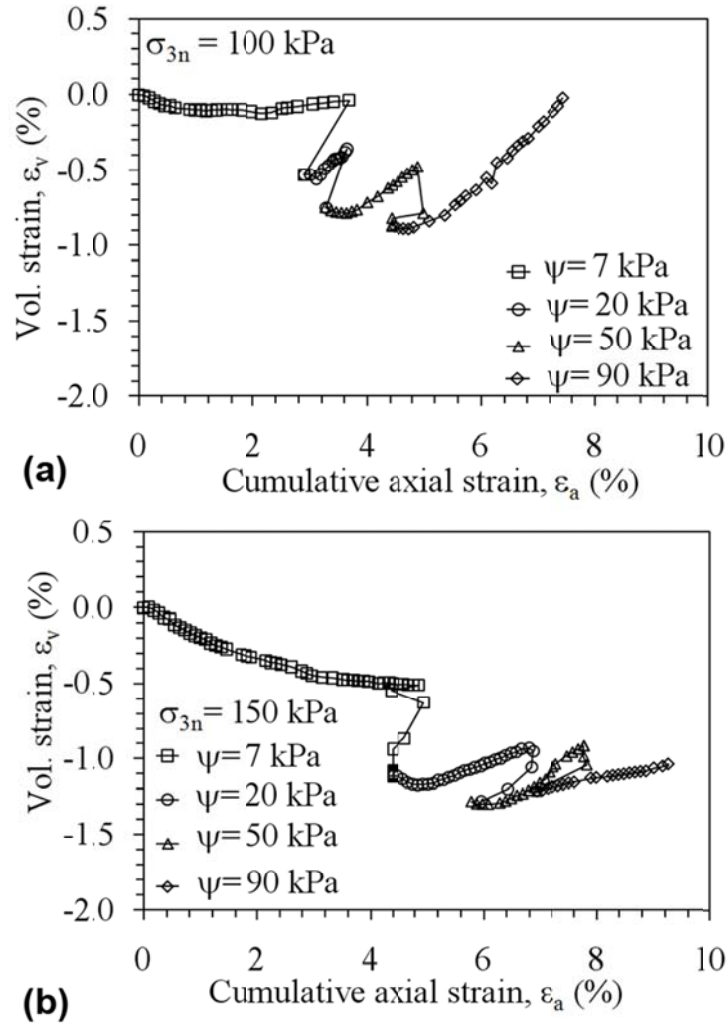 0.5
σ3n = 100 kPa
0.0
-0.5
-1.0
-1.5
-2.0
Vol. strain, εv (%)
ψ= 7 kPa
ψ= 20 kPa
ψ= 50 kPa
ψ= 90 kPa
0 2 4 6 8 10
Cumulative axial strain, εa (%)
(a)
0.5
0.0
-0.5
-1.0
-1.5
-2.0
Vol. strain, εv (%)
σ3n = 150 kPa
ψ= 7 kPa
ψ= 20 kPa
ψ= 50 kPa
ψ= 90 kPa
0 2 4 6 8 10
Cumulative axial strain, εa (%)
(b)